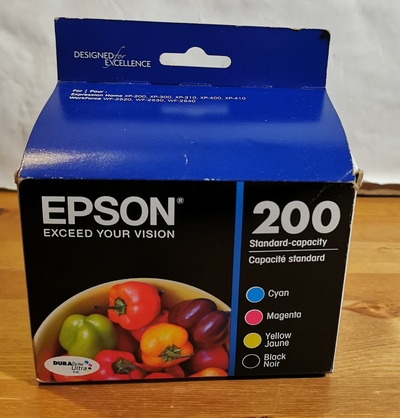 DESIGNED for
EXCELLENCE
For / Pour :
Expression Home XP-200, XP-300, XP-310, XP-400, XP-410
WorkForce WF-2520, WF-2530, WF-2540
EPSON®
EXCEED YOUR VISION
200
Standard-capacity
Capacité standard
Cyan
Magenta
Yellow
Jaune
Black
Noir
DURABrite
Ultra